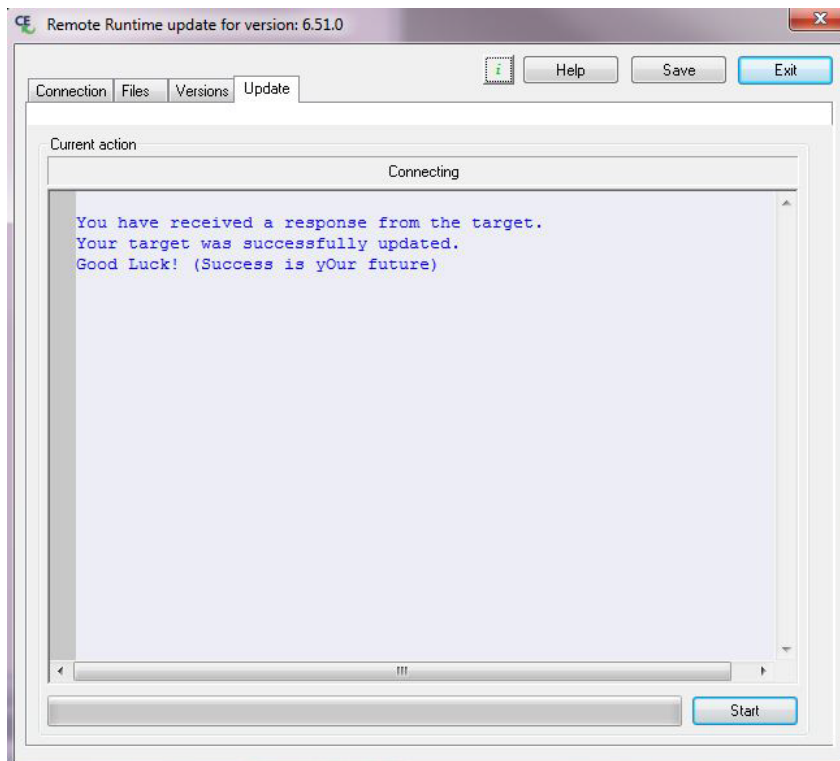 CE Remote Runtime update for version: 6.51.0
i Help Save Exit
Connection Files Versions Update
Current action
Connecting
You have received a response from the target.
Your target was successfully updated.
Good Luck! (Success is yOur future)
Start